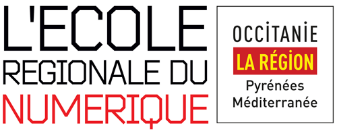 L'ECOLE
REGIONALE DU
NUMERIQUE
OCCITANIE
LA RÉGION
Pyrénées
Méditerranée